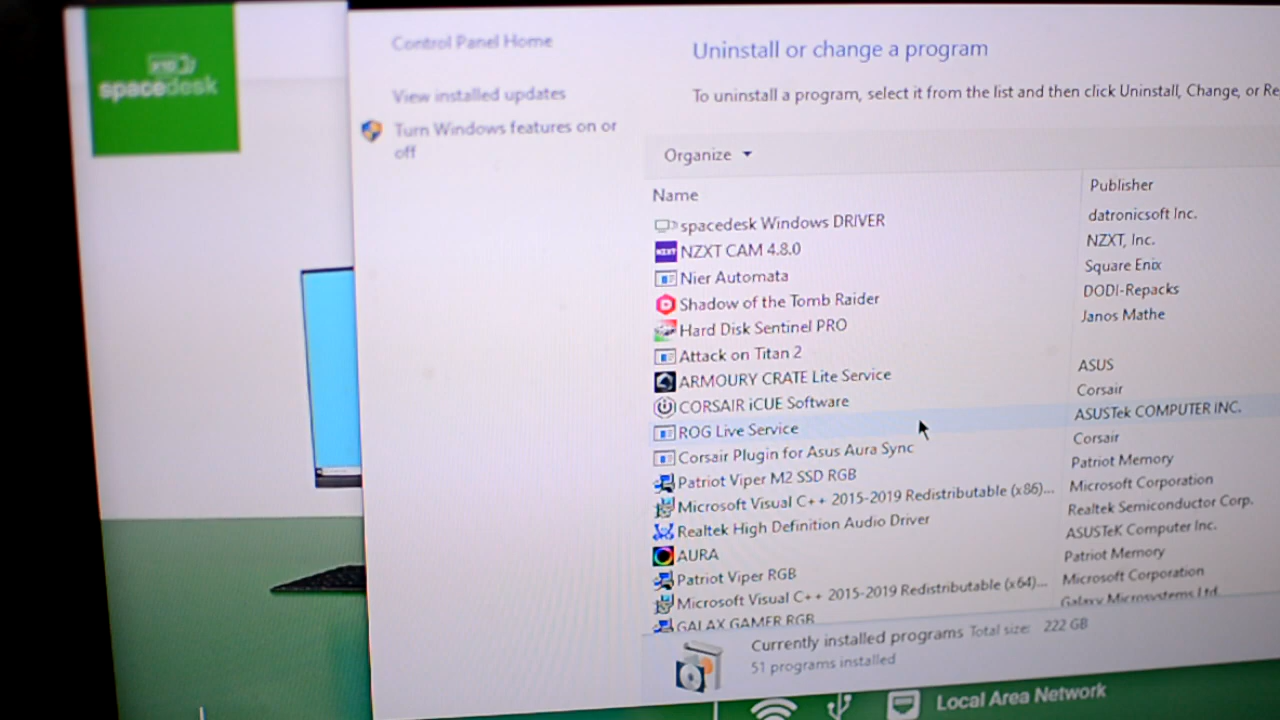 spacedesk
Control Panel Home
View installed updates
Turn Windows features on or
off
Uninstall or change a program
To uninstall a program, select it from the list and then click Uninstall, Change, or Re
Organize
Name
Publisher
spacedesk Windows DRIVER
datronicsoft Inc.
NZXT
NZXT CAM 4.8.0
NZXT, Inc.
Nier Automata
Square Enix
Shadow of the Tomb Raider
DODI-Repacks
Hard Disk Sentinel PRO
Janos Mathe
Attack on Titan 2
ARMOURY CRATE Lite Service
ASUS
CORSAIR iCUE Software
Corsair
ROG Live Service
ASUSTek COMPUTER INC.
Corsair Plugin for Asus Aura Sync
Corsair
Patriot Viper M2 SSD RGB
Patriot Memory
Microsoft Visual C++ 2015-2019 Redistributable (x86)...
Microsoft Corporation
Realtek High Definition Audio Driver
Realtek Semiconductor Corp.
AURA
ASUSTeK Computer Inc.
Patriot Viper RGB
Patriot Memory
Microsoft Visual C++ 2015-2019 Redistributable (x64)...
Microsoft Corporation
GALAX GAMER RGB
Galaxy Microsystems Ltd.
Currently installed programs Total size: 222 GB
51 programs installed
Local Area Network